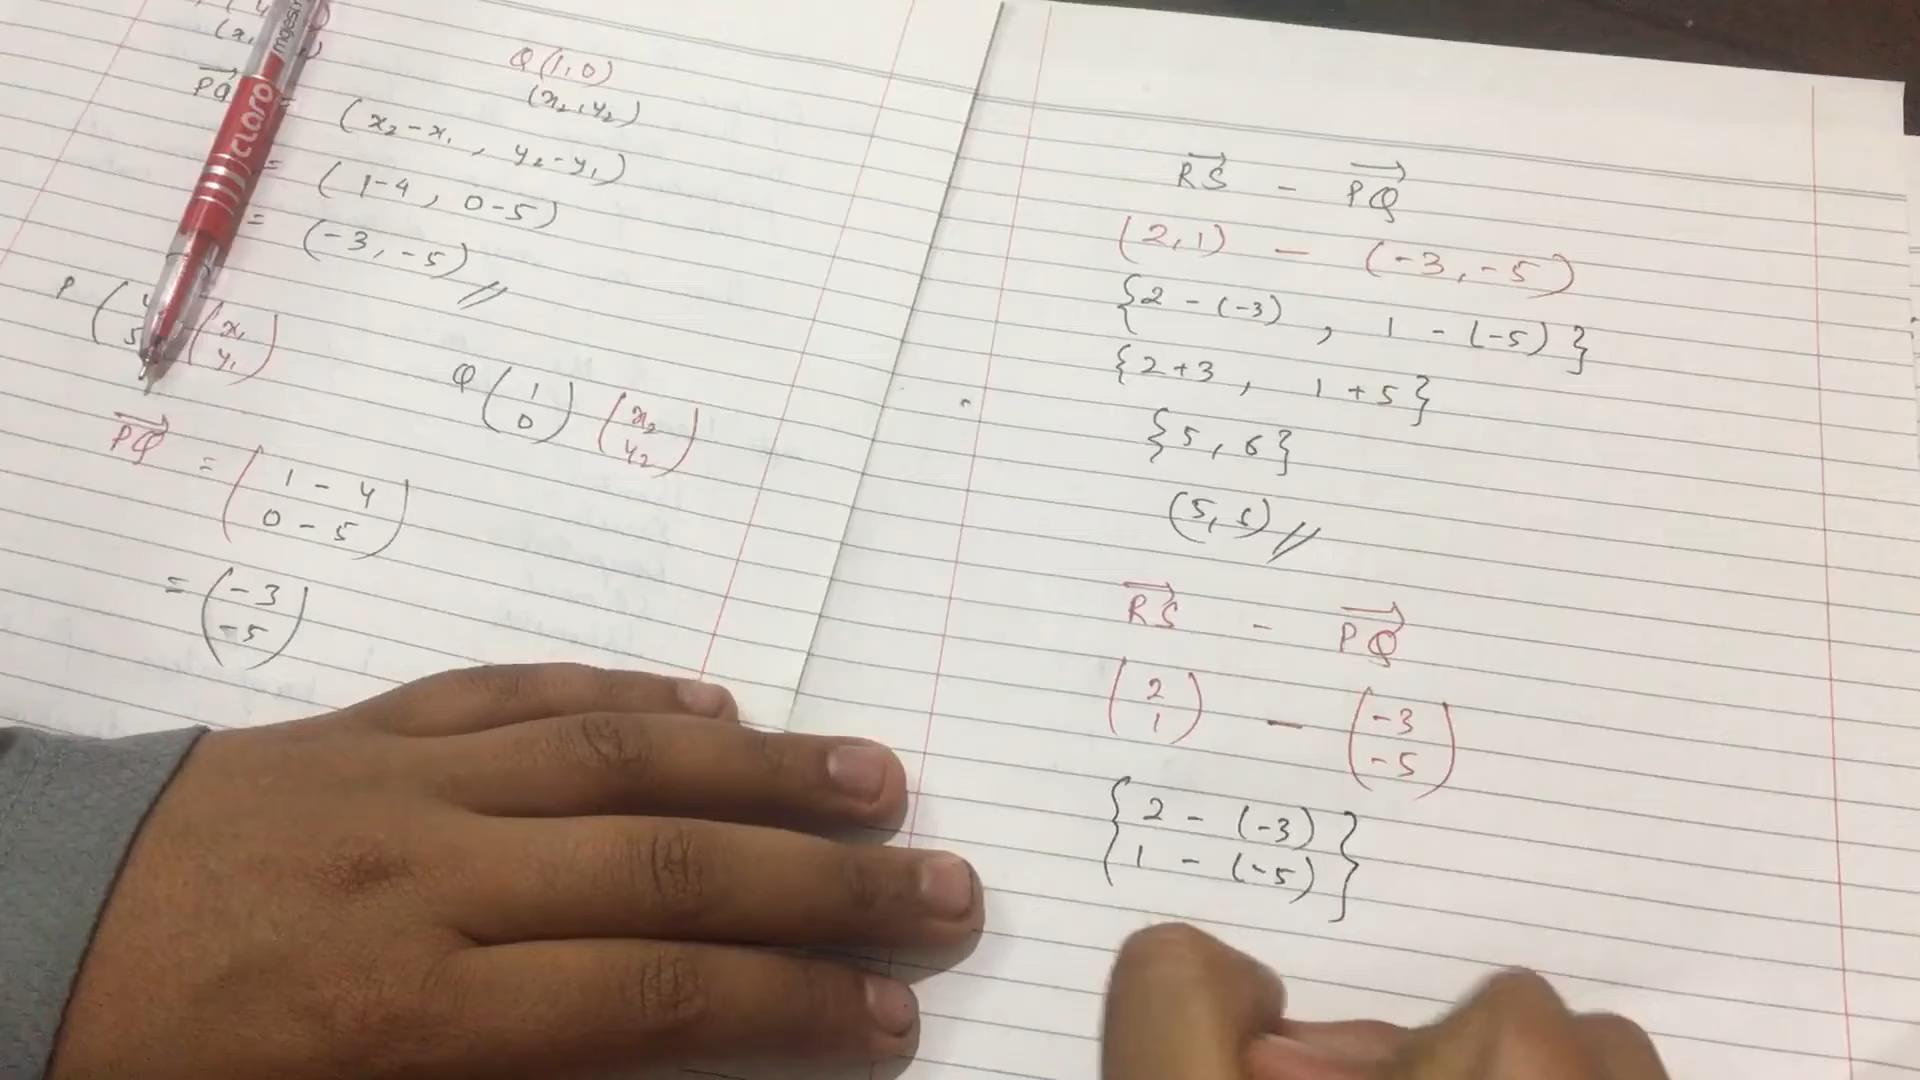 Q (1,0)
(x₂, y₂)
PQ =
(x₂-x₁, y₂-y₁)
= (1-4, 0-5)
= (-3, -5) //
CLARO
P ( 5 ) (x₁ y₁)
Q (1 0) (x₂ y₂)
PQ = (1 - 4
0 - 5)
= (-3
-5)
RS - PQ
(2,1) - (-3,-5)
{2 - (-3), 1 - (-5)}
{2+3, 1+5}
{5, 6}
(5, 6) //
RS - PQ
(2 - (-3
1) -5)
{2 - (-3)
1 - (-5)}